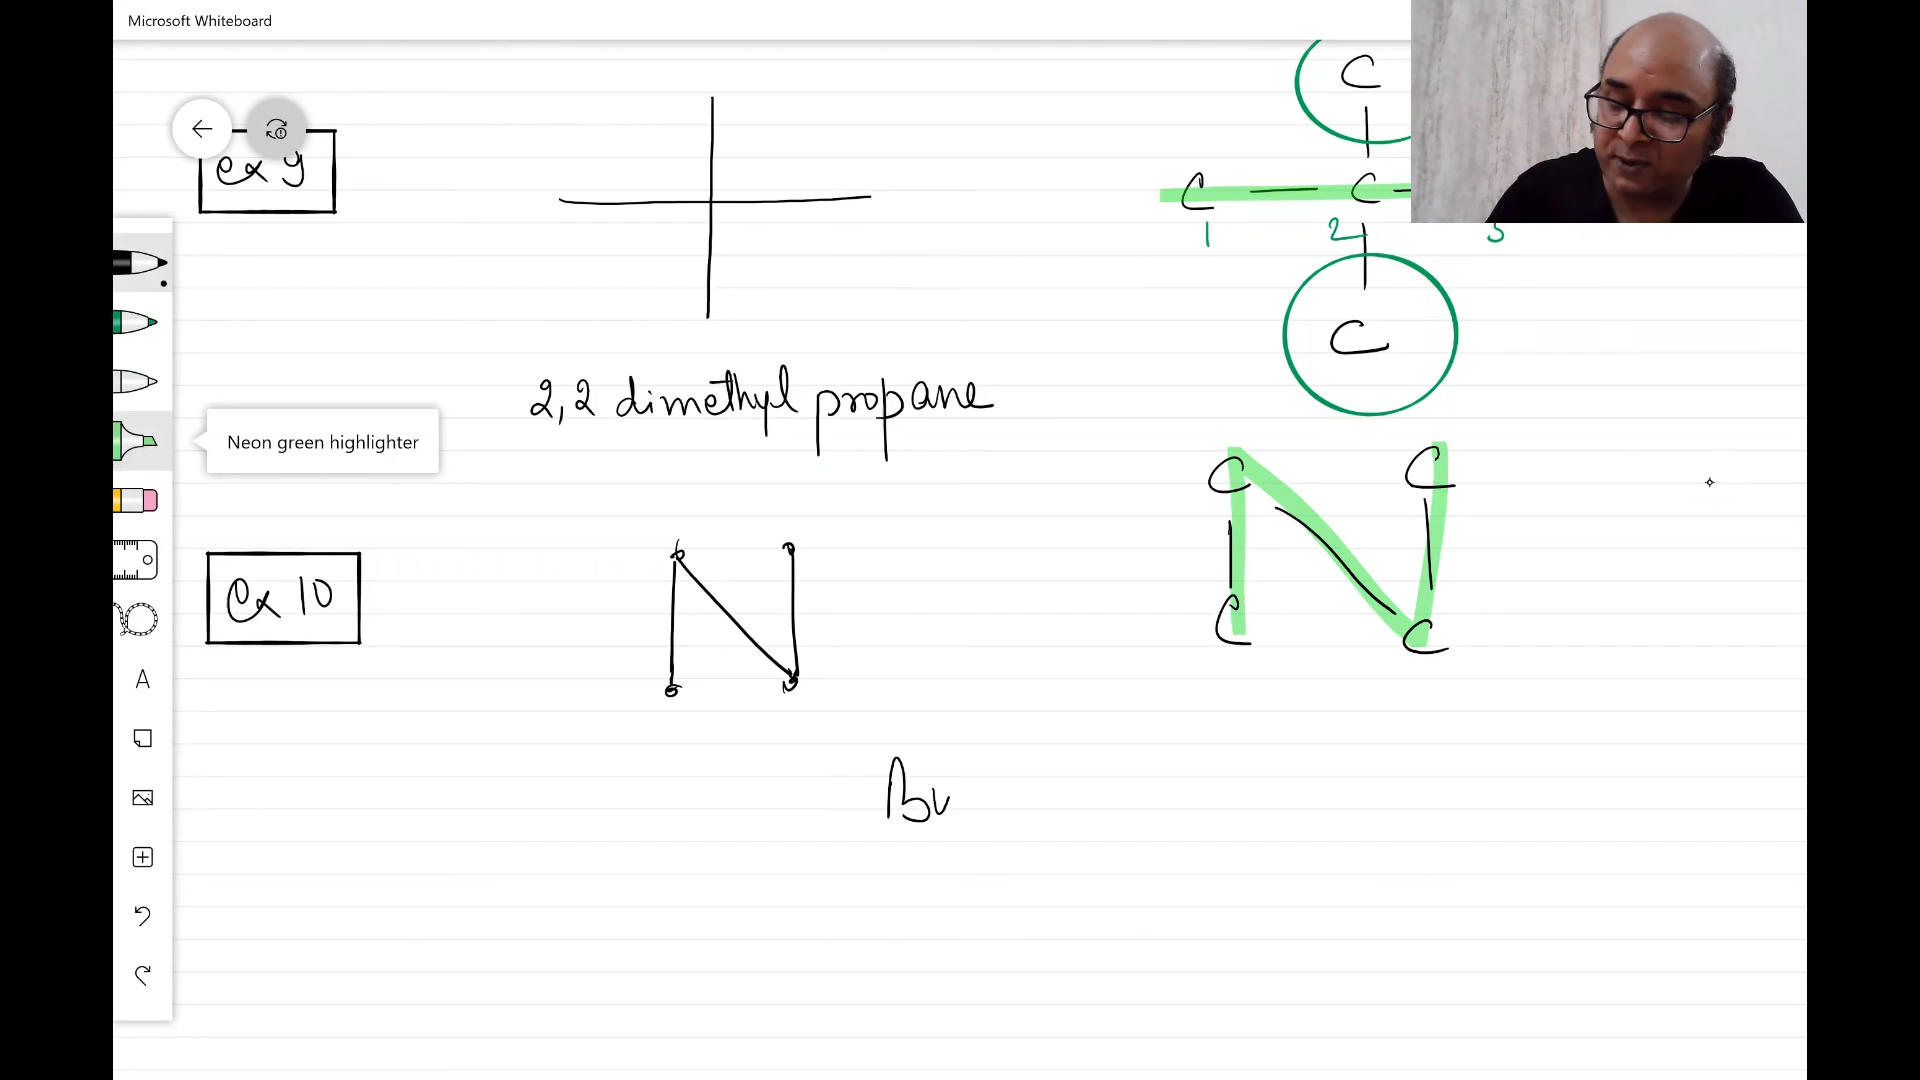 Microsoft Whiteboard
C
ex 9
C C
1 2 3
C
2,2 dimethyl propane
Neon green highlighter
C C
ex 10
C C
A
Bu